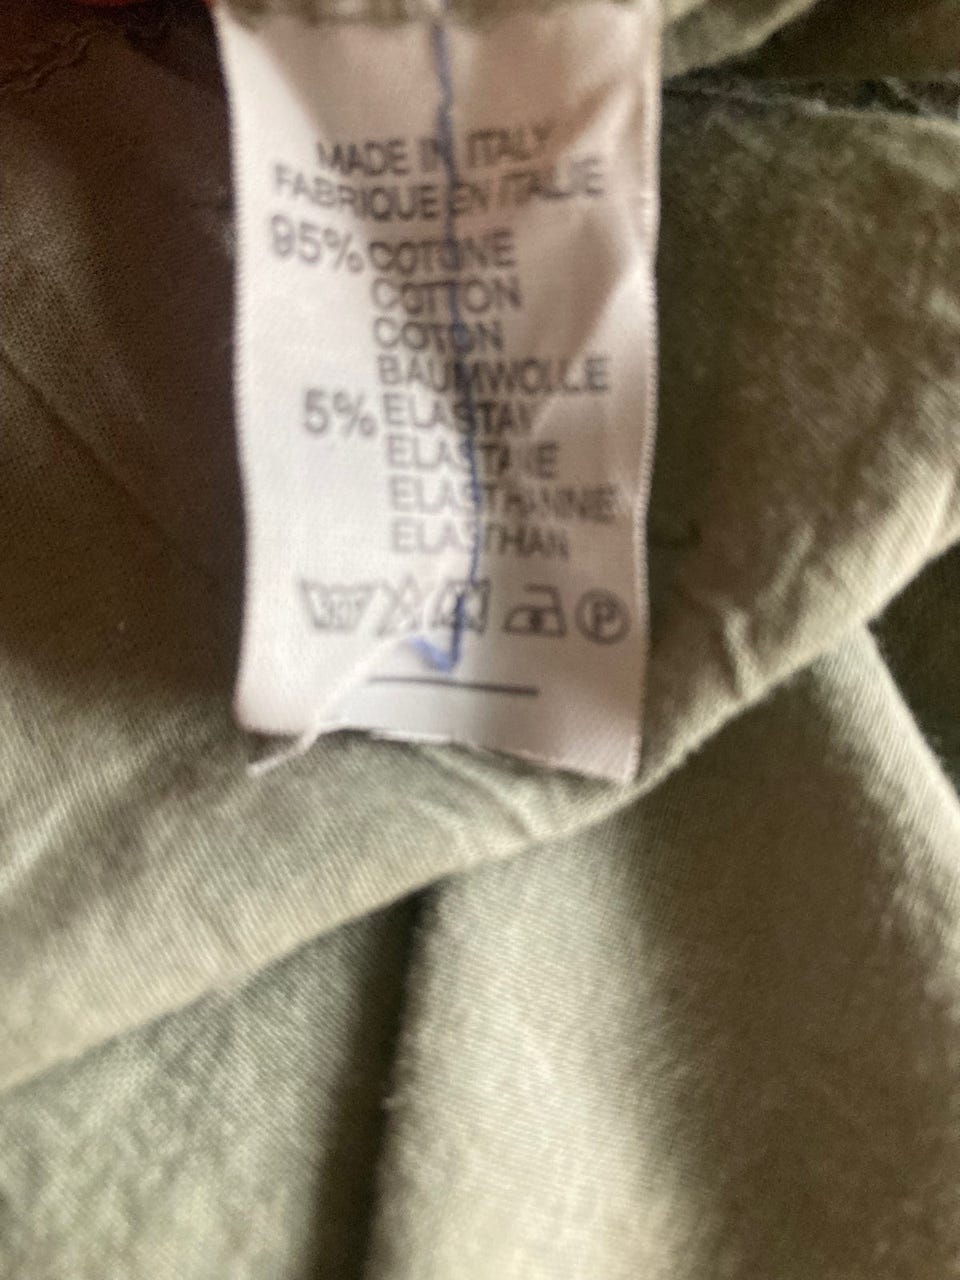 MADE IN ITALY
FABRIQUE EN ITALIE
95% COTONE
COTTON
COTON
BAUMWOLLE
5% ELASTAN
ELASTANE
ELASTHANNE
ELASTHAN
P